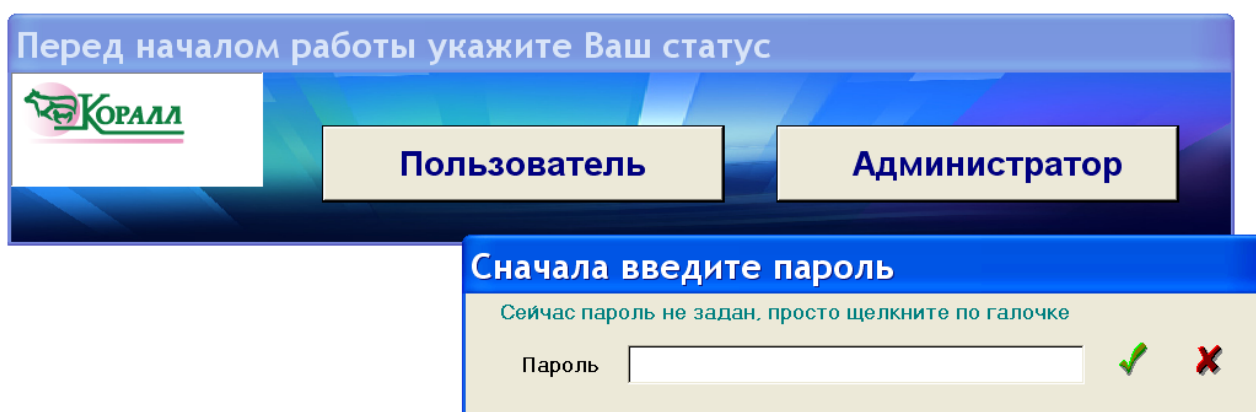 Перед началом работы укажите Ваш статус
Коралл
Пользователь
Администратор
Сначала введите пароль
Сейчас пароль не задан, просто щелкните по галочке
Пароль